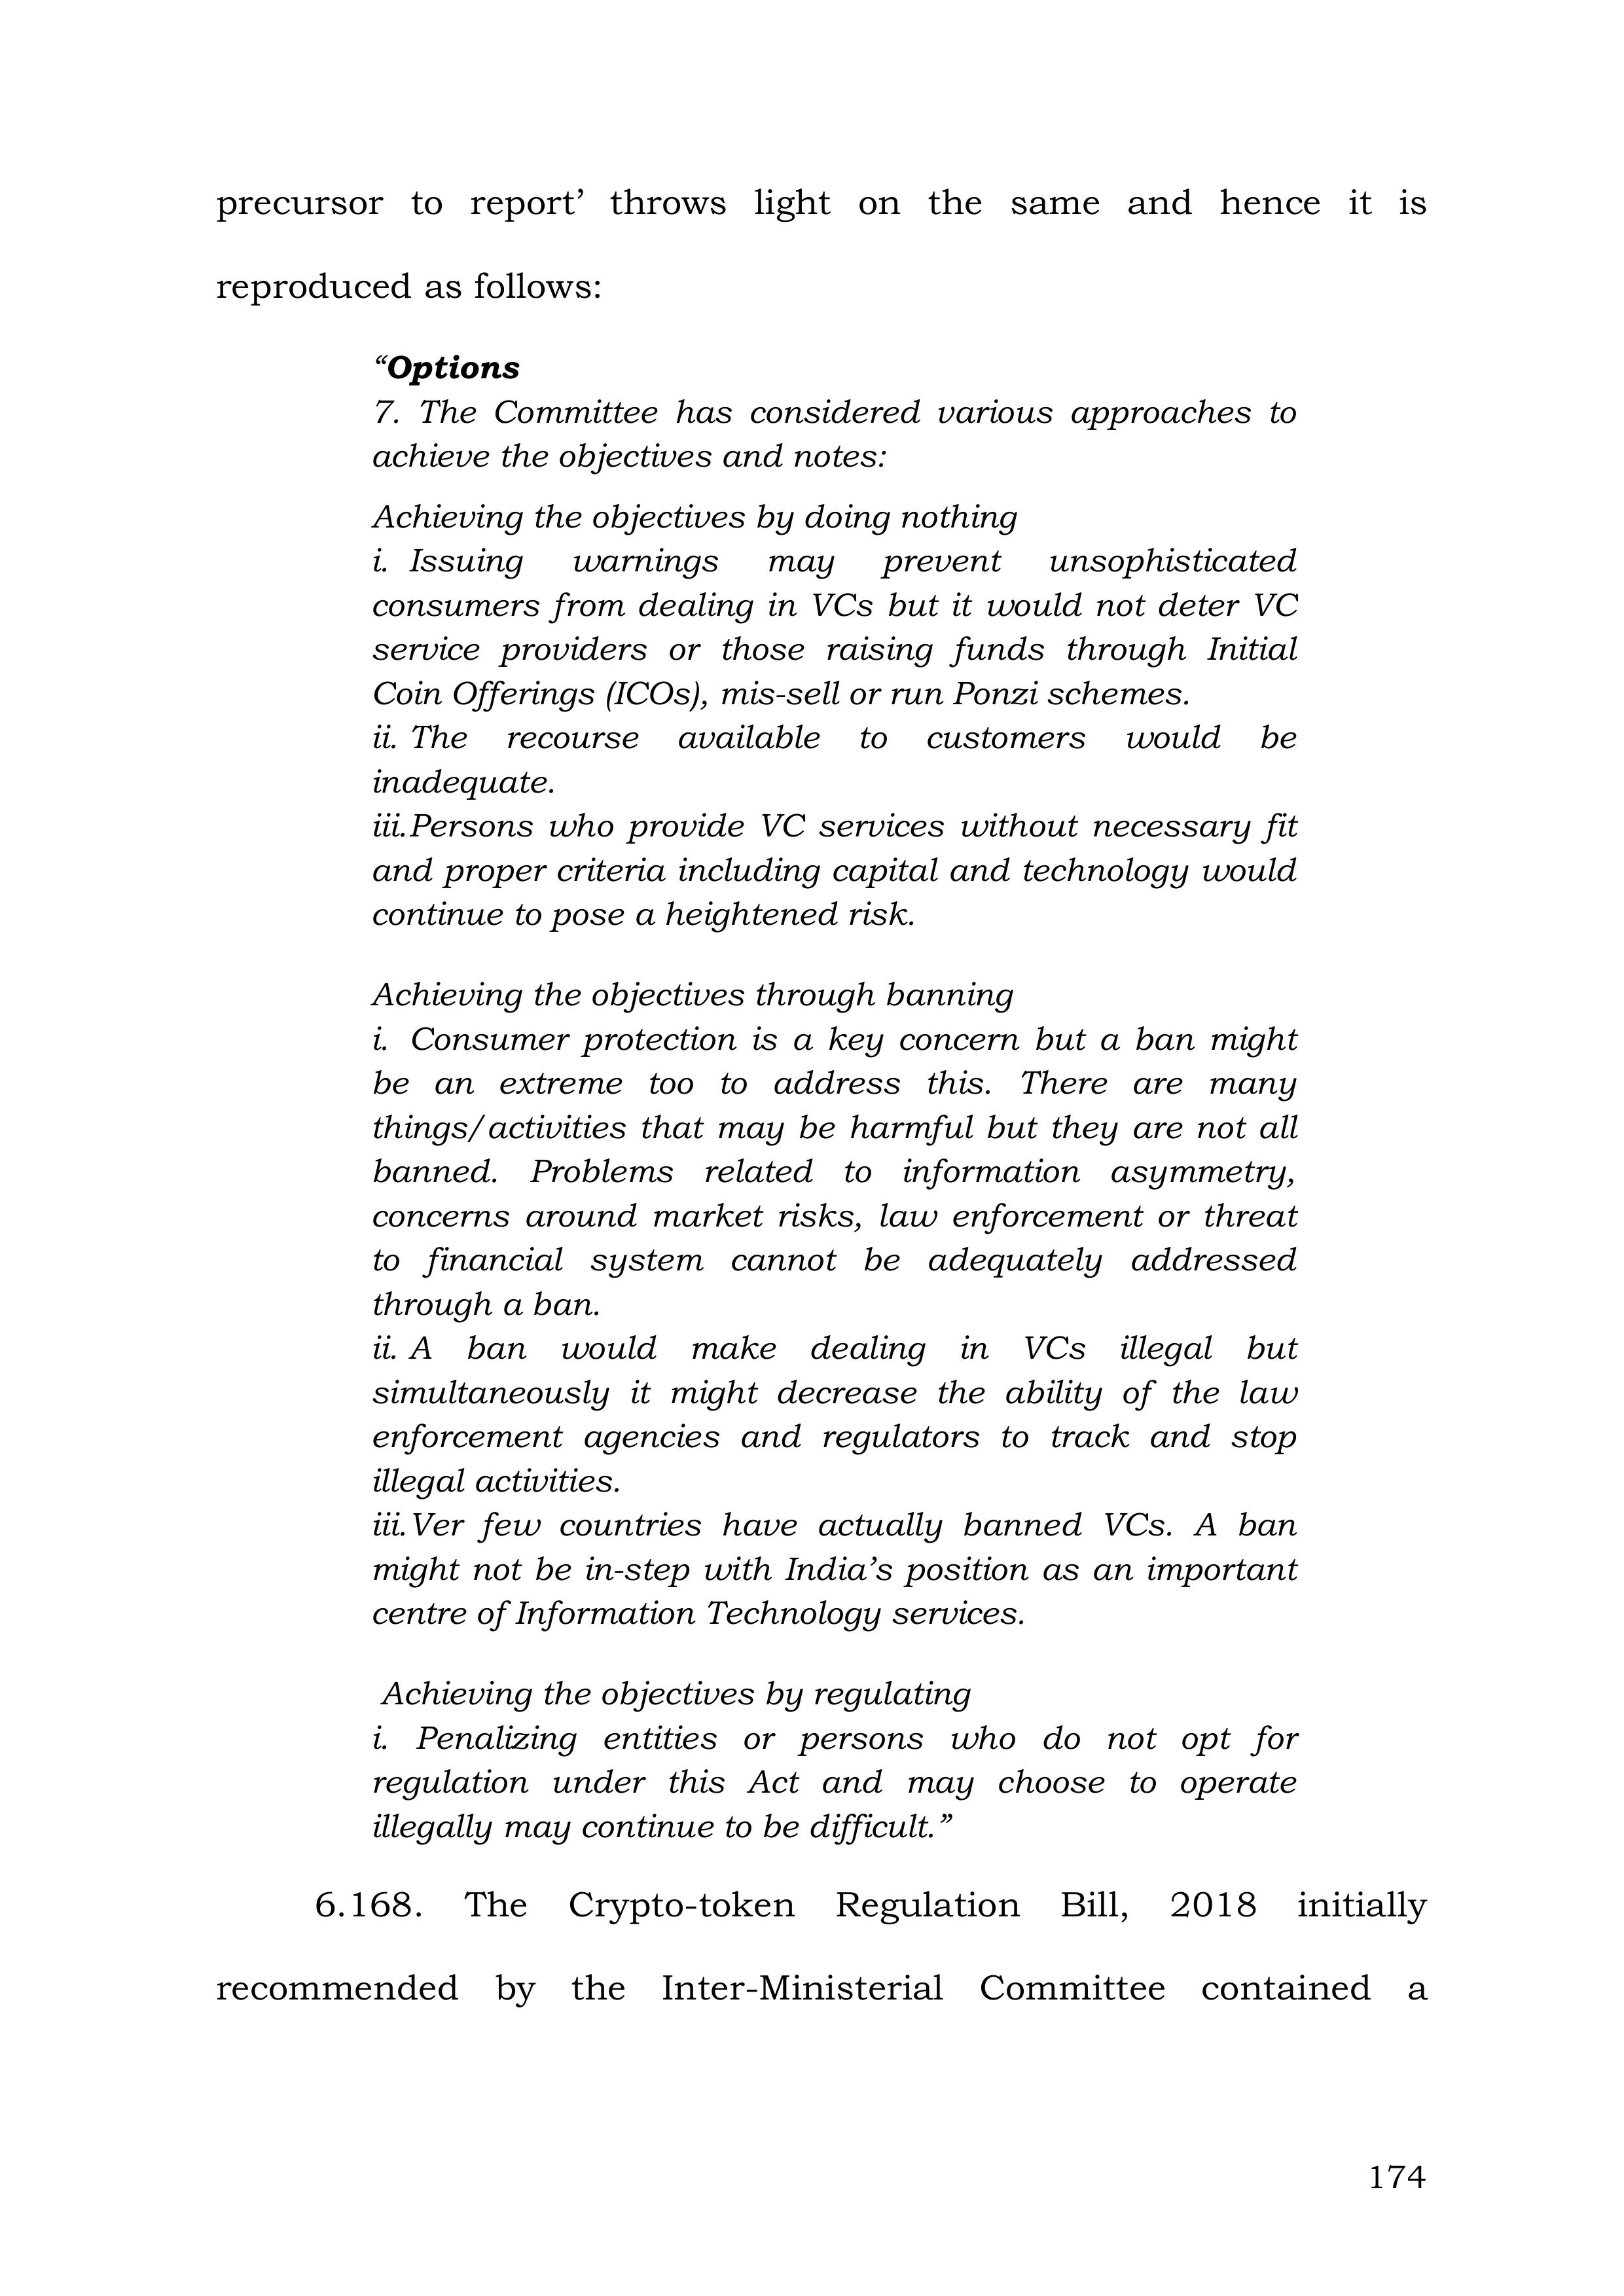 precursor to report’ throws light on the same and hence it is
reproduced as follows:
“Options
7. The Committee has considered various approaches to
achieve the objectives and notes:
Achieving the objectives by doing nothing
i. Issuing warnings may prevent unsophisticated
consumers from dealing in VCs but it would not deter VC
service providers or those raising funds through Initial
Coin Offerings (ICOs), mis-sell or run Ponzi schemes.
ii. The recourse available to customers would be
inadequate.
iii. Persons who provide VC services without necessary fit
and proper criteria including capital and technology would
continue to pose a heightened risk.
Achieving the objectives through banning
i. Consumer protection is a key concern but a ban might
be an extreme too to address this. There are many
things/activities that may be harmful but they are not all
banned. Problems related to information asymmetry,
concerns around market risks, law enforcement or threat
to financial system cannot be adequately addressed
through a ban.
ii. A ban would make dealing in VCs illegal but
simultaneously it might decrease the ability of the law
enforcement agencies and regulators to track and stop
illegal activities.
iii. Ver few countries have actually banned VCs. A ban
might not be in-step with India’s position as an important
centre of Information Technology services.
Achieving the objectives by regulating
i. Penalizing entities or persons who do not opt for
regulation under this Act and may choose to operate
illegally may continue to be difficult.”
6.168. The Crypto-token Regulation Bill, 2018 initially
recommended by the Inter-Ministerial Committee contained a
174